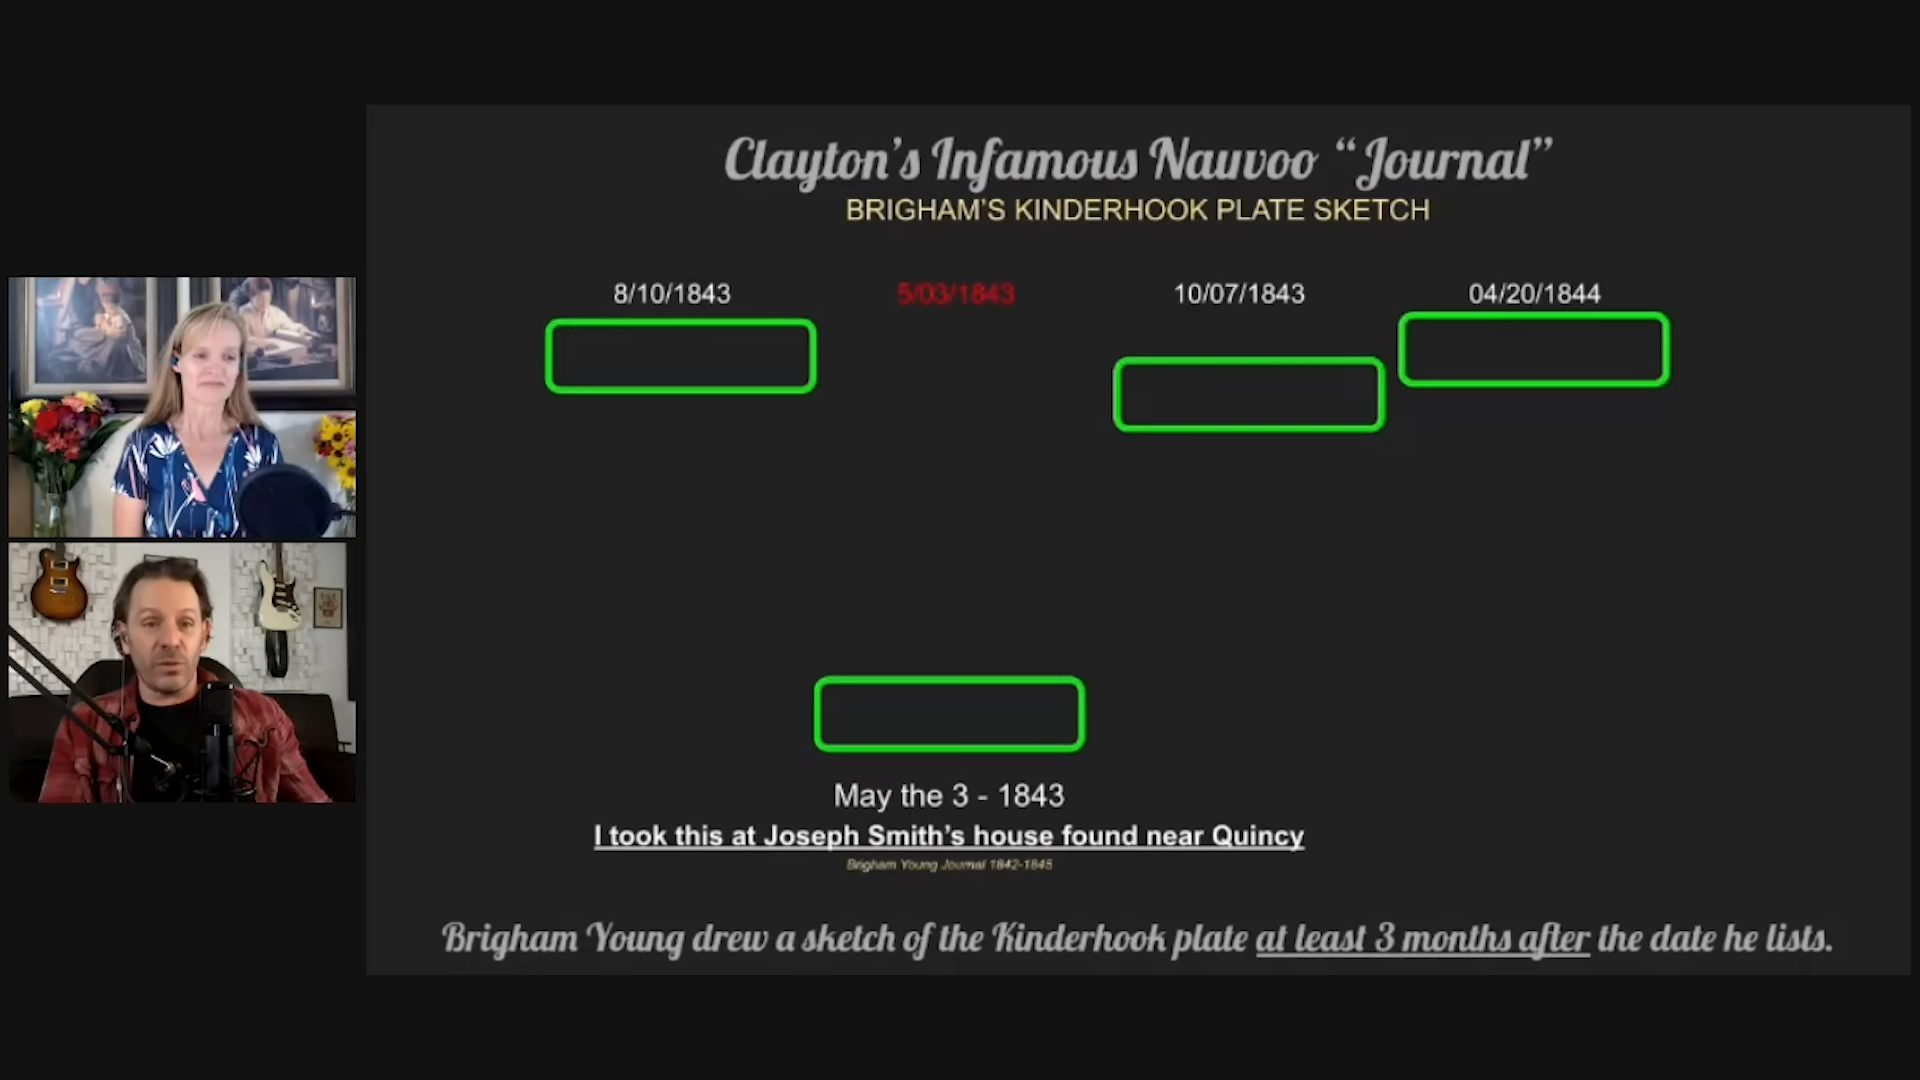 Clayton's Infamous Nauvoo “Journal”
BRIGHAM'S KINDERHOOK PLATE SKETCH
8/10/1843 5/03/1843 10/07/1843 04/20/1844
May the 3 - 1843
I took this at Joseph Smith's house found near Quincy
Brigham Young Journal 1842-1845
Brigham Young drew a sketch of the Kinderhook plate at least 3 months after the date he lists.